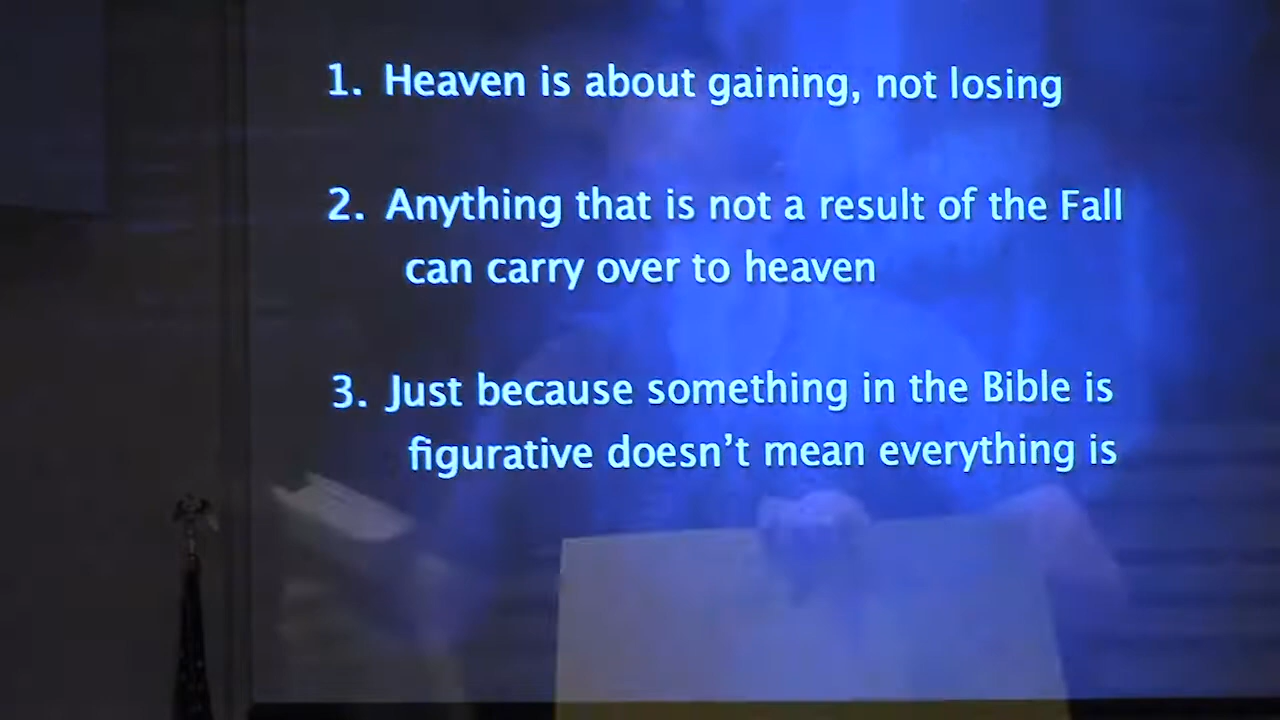 1. Heaven is about gaining, not losing
2. Anything that is not a result of the Fall
can carry over to heaven
3. Just because something in the Bible is
figurative doesn’t mean everything is